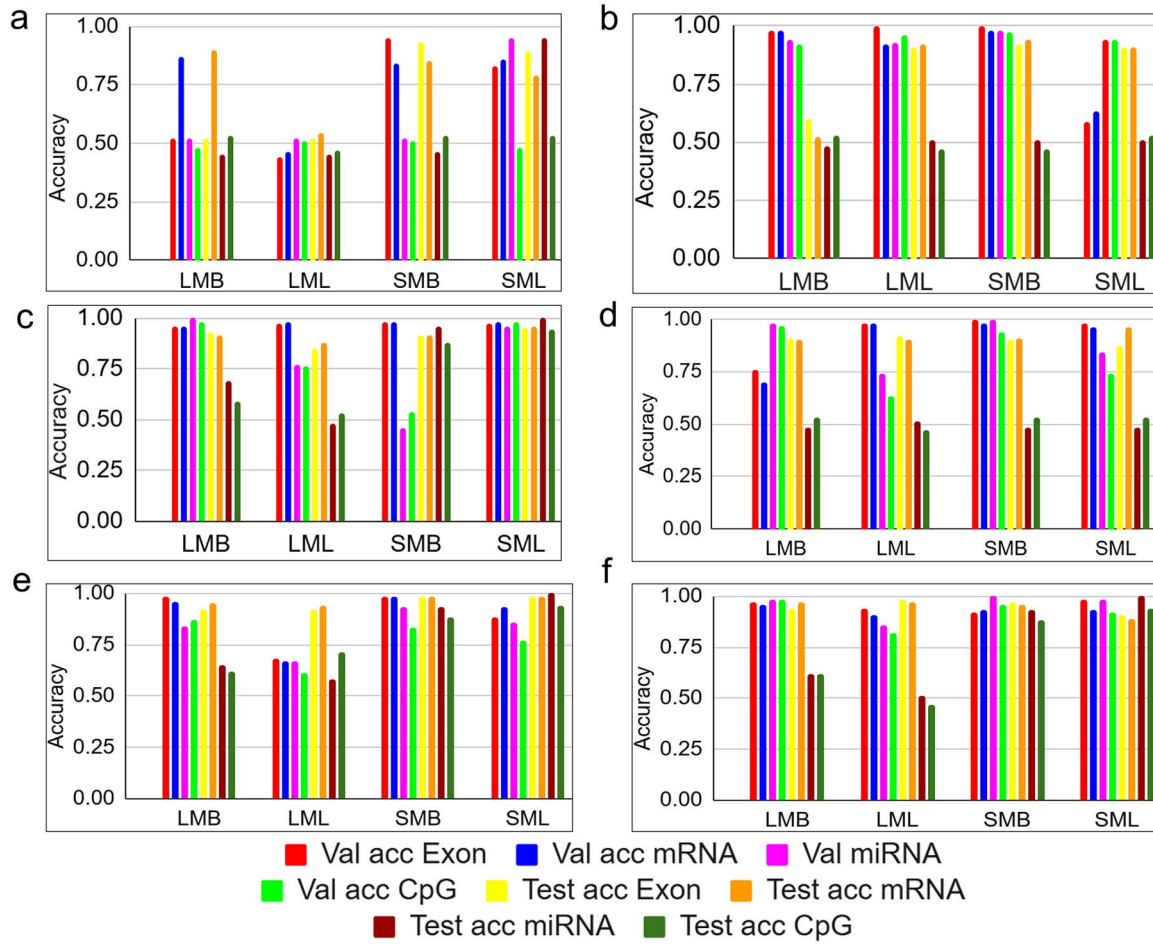 a
1.00
0.75
0.50
0.25
0.00
Accuracy
LMB LML SMB SML
b
1.00
0.75
0.50
0.25
0.00
Accuracy
LMB LML SMB SML
c
1.00
0.75
0.50
0.25
0.00
Accuracy
LMB LML SMB SML
d
1.00
0.75
0.50
0.25
0.00
Accuracy
LMB LML SMB SML
e
1.00
0.75
0.50
0.25
0.00
Accuracy
LMB LML SMB SML
f
1.00
0.75
0.50
0.25
0.00
Accuracy
LMB LML SMB SML
Val acc Exon Val acc mRNA Val miRNA
Val acc CpG Test acc Exon Test acc mRNA
Test acc miRNA Test acc CpG